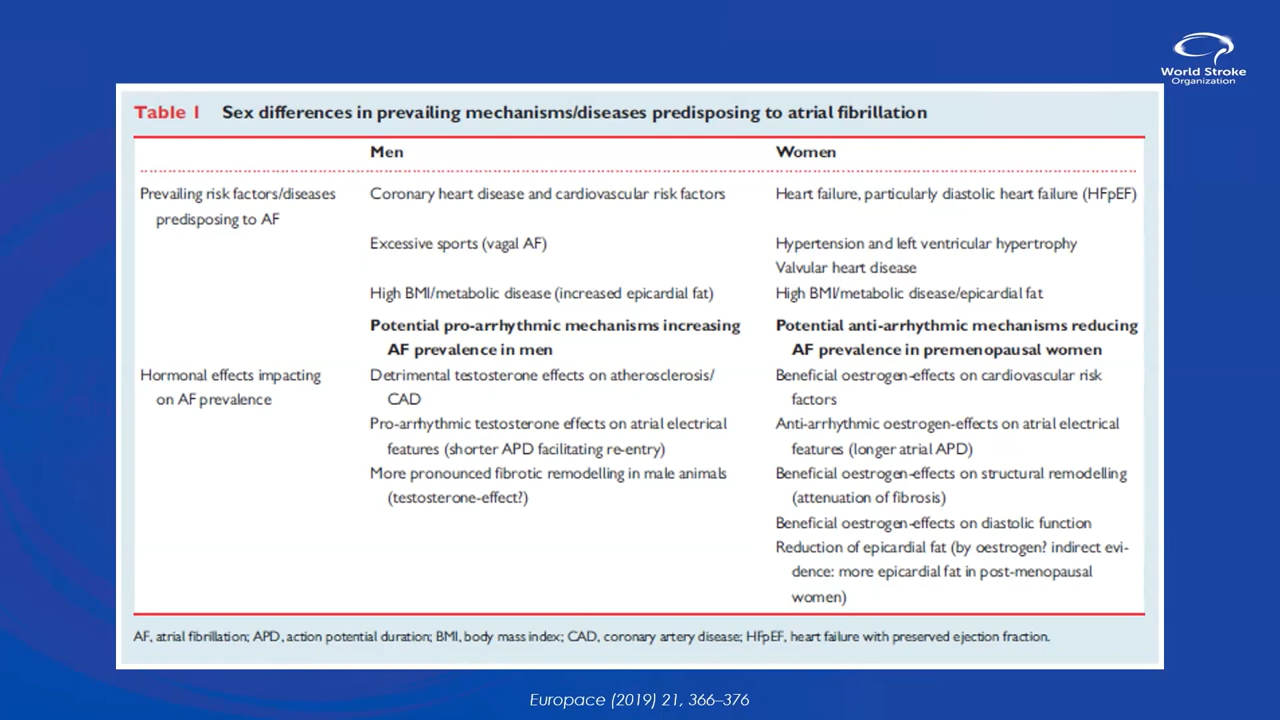 World Stroke
Organization
Table 1 Sex differences in prevailing mechanisms/diseases predisposing to atrial fibrillation
Men Women
Prevailing risk factors/diseases Coronary heart disease and cardiovascular risk factors Heart failure, particularly diastolic heart failure (HFpEF)
predisposing to AF
Excessive sports (vagal AF) Hypertension and left ventricular hypertrophy
Valvular heart disease
High BMI/metabolic disease (increased epicardial fat) High BMI/metabolic disease/epicardial fat
Potential pro-arrhythmic mechanisms increasing Potential anti-arrhythmic mechanisms reducing
AF prevalence in men AF prevalence in premenopausal women
Hormonal effects impacting Detrimental testosterone effects on atherosclerosis/ Beneficial oestrogen-effects on cardiovascular risk
on AF prevalence CAD factors
Pro-arrhythmic testosterone effects on atrial electrical Anti-arrhythmic oestrogen-effects on atrial electrical
features (shorter APD facilitating re-entry) features (longer atrial APD)
More pronounced fibrotic remodelling in male animals Beneficial oestrogen-effects on structural remodelling
(testosterone-effect?) (attenuation of fibrosis)
Beneficial oestrogen-effects on diastolic function
Reduction of epicardial fat (by oestrogen? indirect evi-
dence: more epicardial fat in post-menopausal
women)
AF, atrial fibrillation; APD, action potential duration; BMI, body mass index; CAD, coronary artery disease; HFpEF, heart failure with preserved ejection fraction.
Europace (2019) 21, 366–376